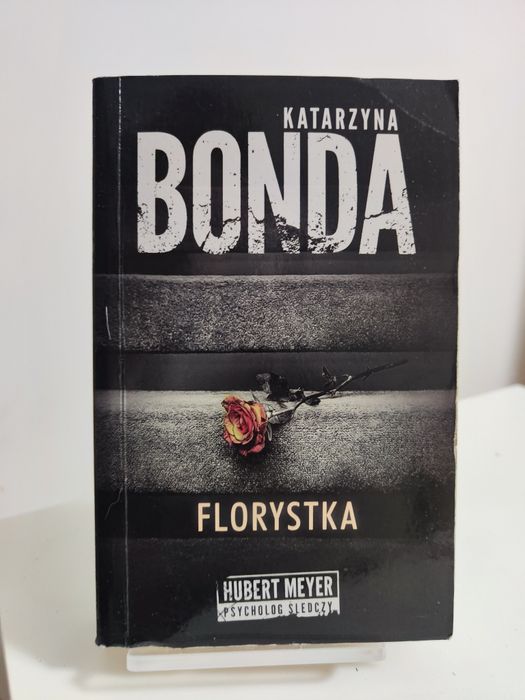 KATARZYNA
BONDA
FLORYSTKA
HUBERT MEYER
PSYCHOLOG ŚLEDCZY